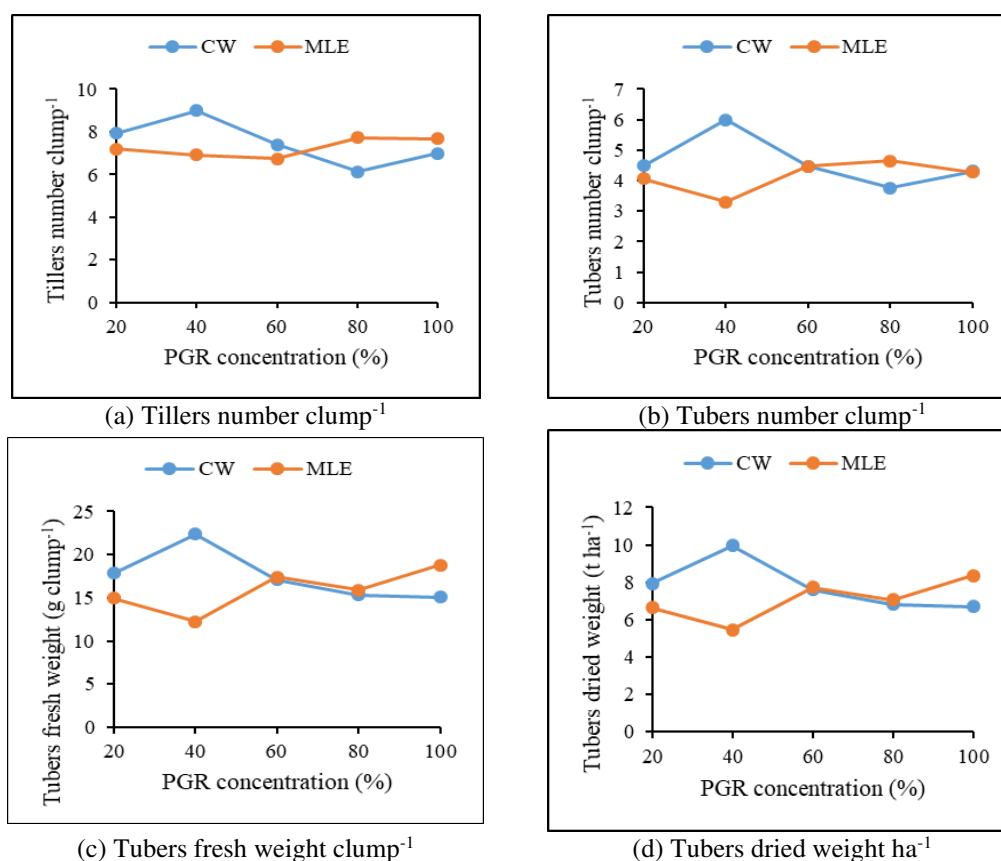 CW MLE
Tillers number clump-1
10
8
6
4
2
0
20 40 60 80 100
PGR concentration (%)
(a) Tillers number clump-1
CW MLE
Tubers number clump-1
7
6
5
4
3
2
1
0
20 40 60 80 100
PGR concentration (%)
(b) Tubers number clump-1
CW MLE
Tubers fresh weight (g clump-1)
25
20
15
10
5
0
20 40 60 80 100
PGR concentration (%)
(c) Tubers fresh weight clump-1
CW MLE
Tubers dried weight (t ha-1)
12
10
8
6
4
2
0
20 40 60 80 100
PGR concentration (%)
(d) Tubers dried weight ha-1